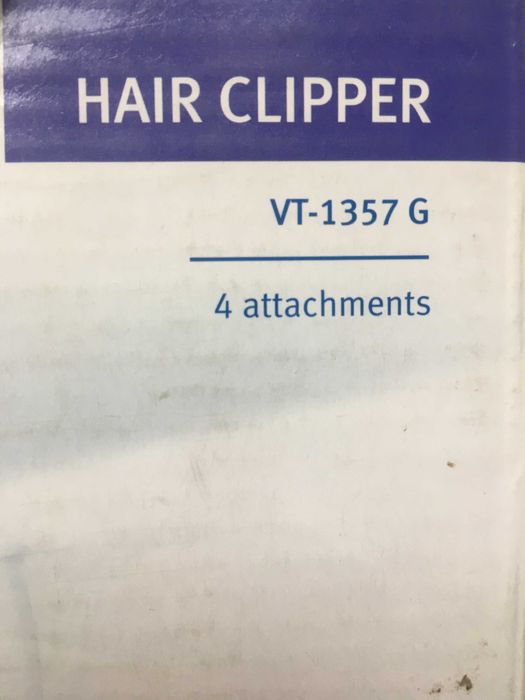 HAIR CLIPPER
VT-1357 G
4 attachments